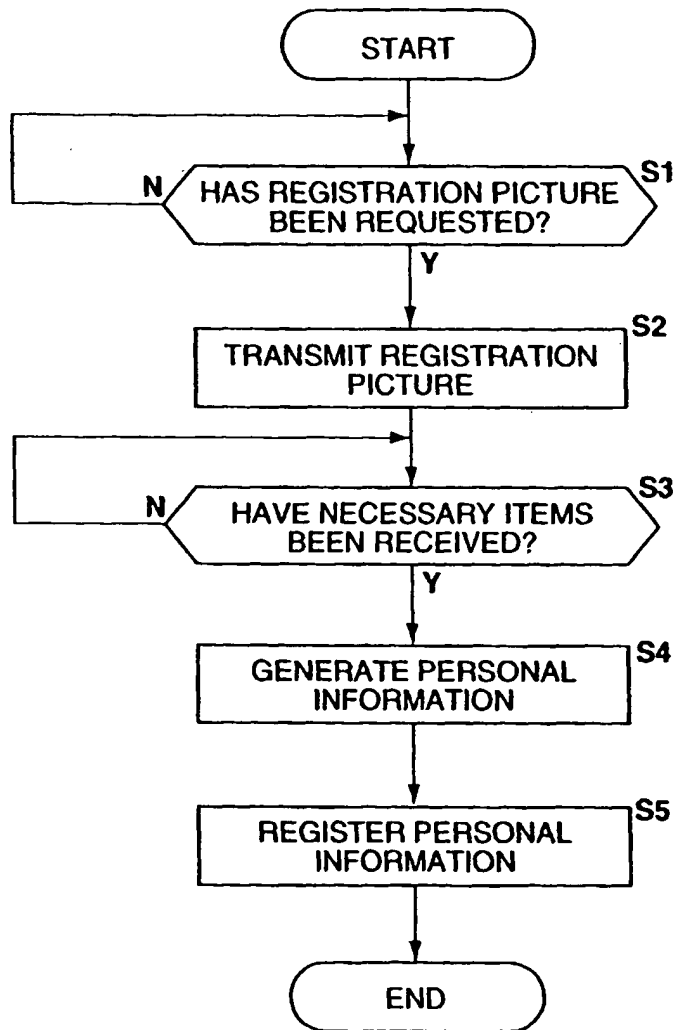 START
S1
HAS REGISTRATION PICTURE
BEEN REQUESTED?
N
Y
S2
TRANSMIT REGISTRATION
PICTURE
S3
HAVE NECESSARY ITEMS
BEEN RECEIVED?
N
Y
S4
GENERATE PERSONAL
INFORMATION
S5
REGISTER PERSONAL
INFORMATION
END